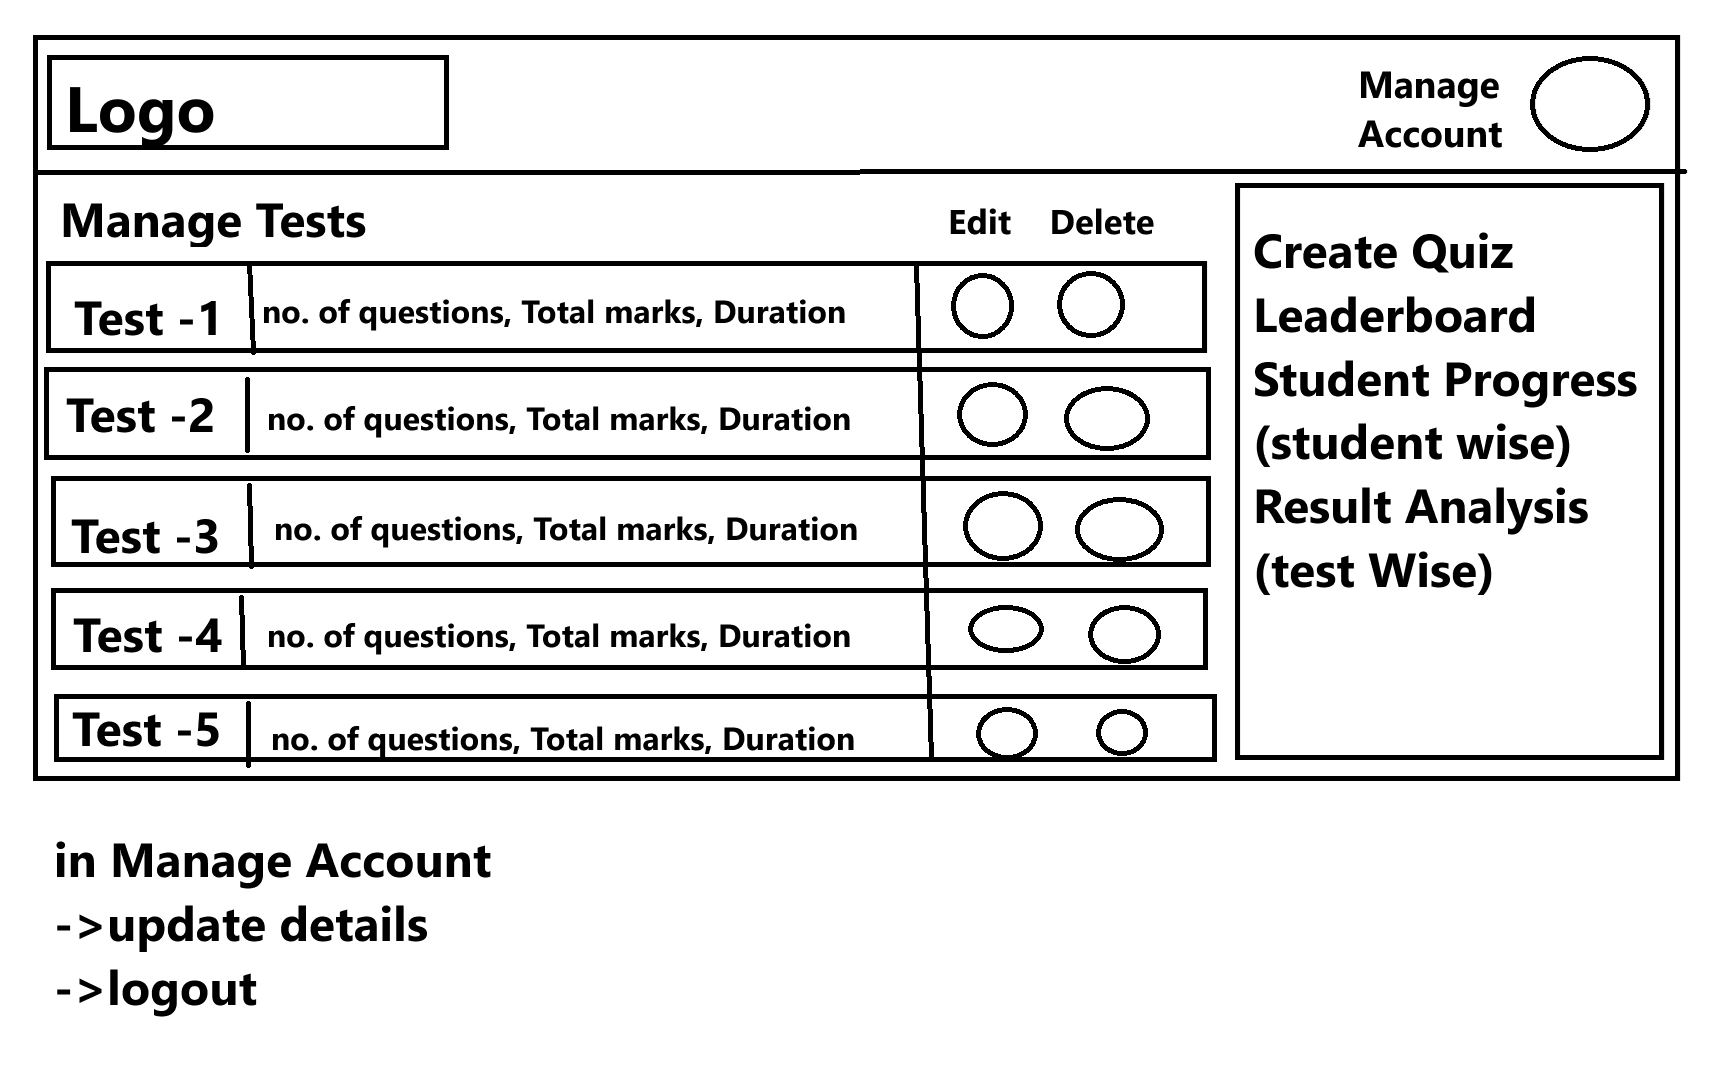 Logo
Manage
Account
Manage Tests
Edit Delete
Test -1 no. of questions, Total marks, Duration
Test -2 no. of questions, Total marks, Duration
Test -3 no. of questions, Total marks, Duration
Test -4 no. of questions, Total marks, Duration
Test -5 no. of questions, Total marks, Duration
Create Quiz
Leaderboard
Student Progress
(student wise)
Result Analysis
(test Wise)
in Manage Account
->update details
->logout